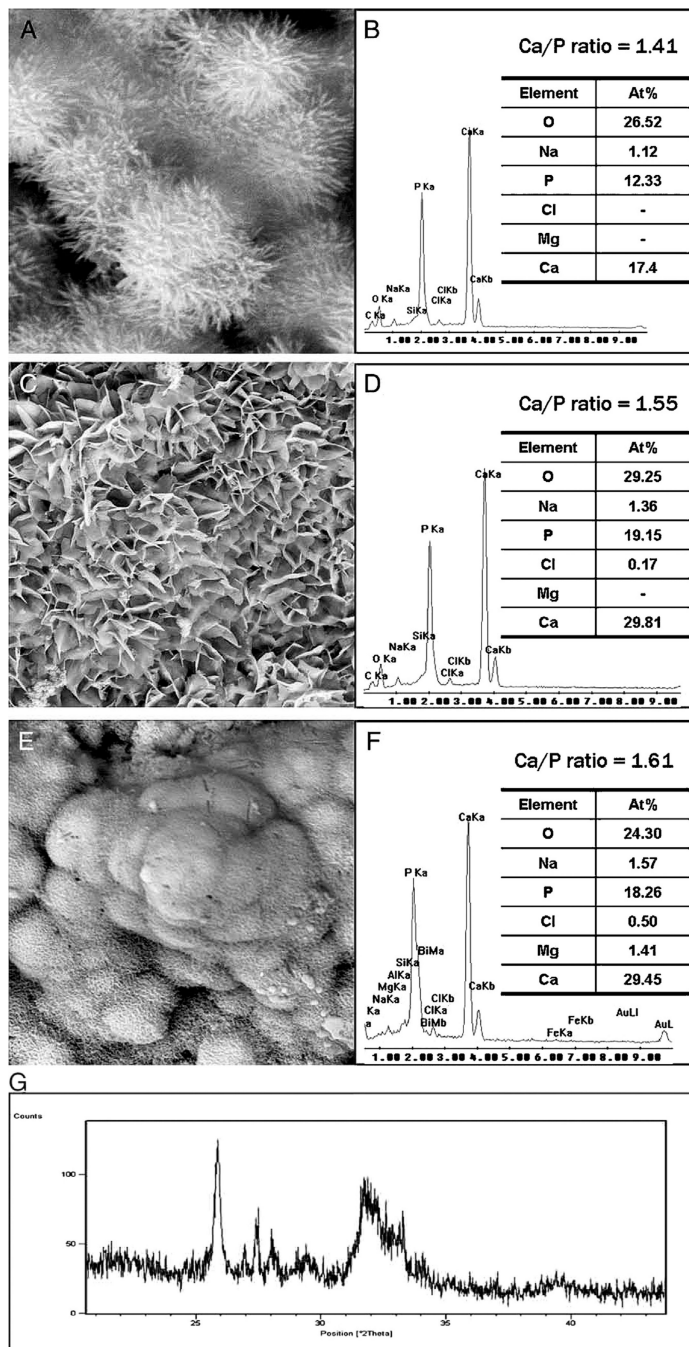 A
B
Ca/P ratio = 1.41
Element At%
O 26.52
Na 1.12
P 12.33
Cl -
Mg -
Ca 17.4
CaKa
P Ka
CaKb
NaKa
O Ka
C Ka
SiKa
ClKb
ClKa
1.00 2.00 3.00 4.00 5.00 6.00 7.00 8.00 9.00
C
D
Ca/P ratio = 1.55
Element At%
O 29.25
Na 1.36
P 19.15
Cl 0.17
Mg -
Ca 29.81
CaKa
P Ka
SiKa
NaKa
O Ka
C Ka
ClKb
ClKa
CaKb
1.00 2.00 3.00 4.00 5.00 6.00 7.00 8.00 9.00
E
F
Ca/P ratio = 1.61
Element At%
O 24.30
Na 1.57
P 18.26
Cl 0.50
Mg 1.41
Ca 29.45
CaKa
P Ka
BiMa
SiKa
AlKa
MgKa
NaKa
Ka
a
ClKb
ClKa
BiMb
CaKb
FeKa
FeKb
AuLl
AuL
1.00 2.00 3.00 4.00 5.00 6.00 7.00 8.00 9.00
G
Counts
100
50
0
25 30 35 40
Position [°2Theta]